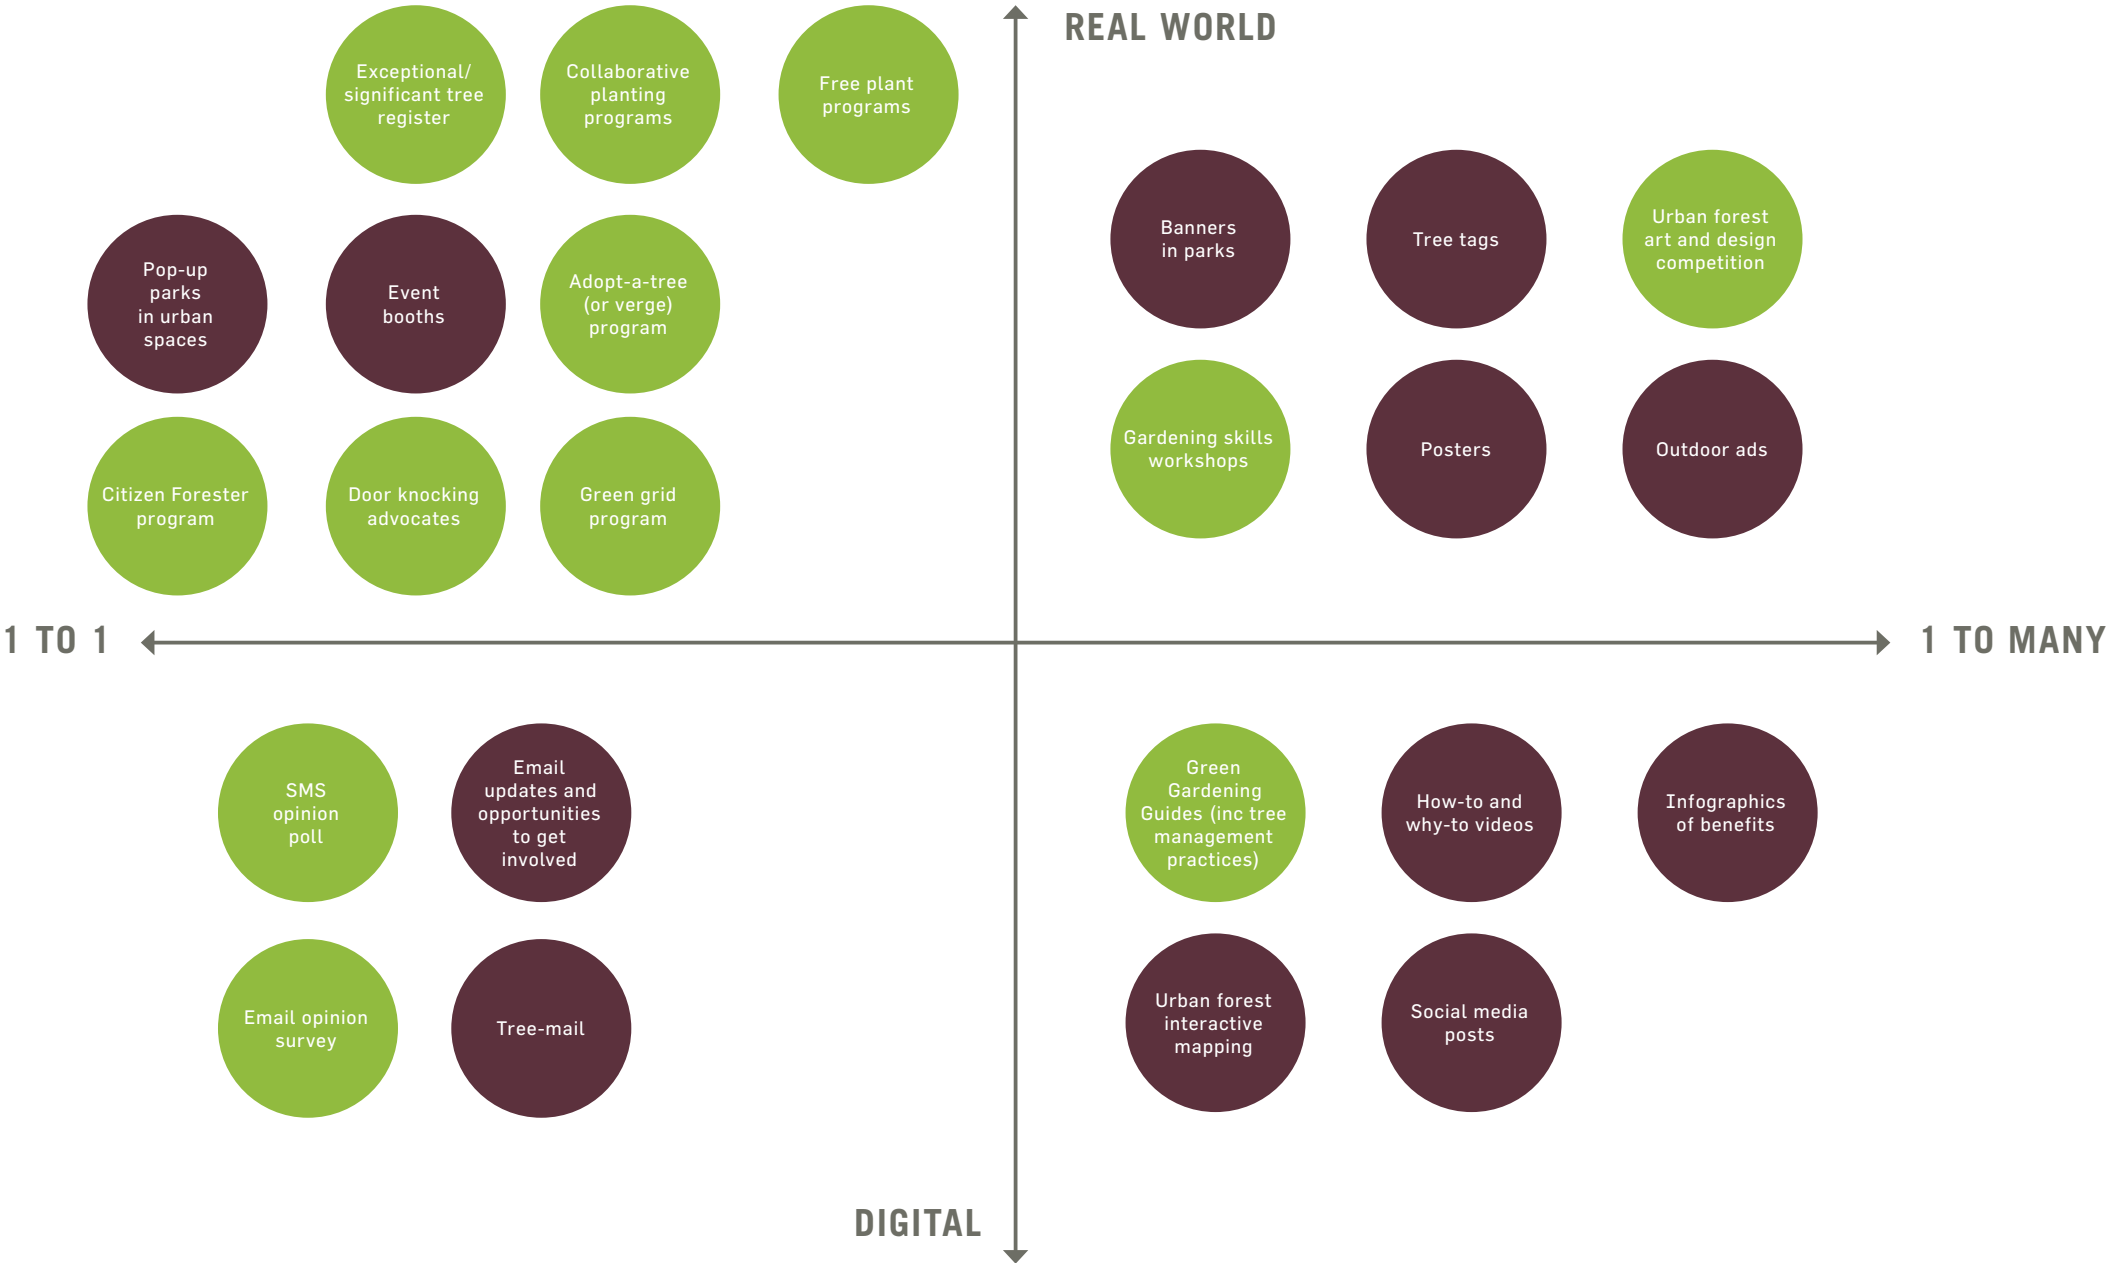 REAL WORLD
Exceptional/
significant tree
register
Collaborative
planting
programs
Free plant
programs
Banners
in parks
Tree tags
Urban forest
art and design
competition
Pop-up
parks
in urban
spaces
Event
booths
Adopt-a-tree
(or verge)
program
Gardening skills
workshops
Posters
Outdoor ads
Citizen Forester
program
Door knocking
advocates
Green grid
program
1 TO 1
1 TO MANY
SMS
opinion
poll
Email
updates and
opportunities
to get
involved
Green
Gardening
Guides (inc tree
management
practices)
How-to and
why-to videos
Infographics
of benefits
Email opinion
survey
Tree-mail
Urban forest
interactive
mapping
Social media
posts
DIGITAL